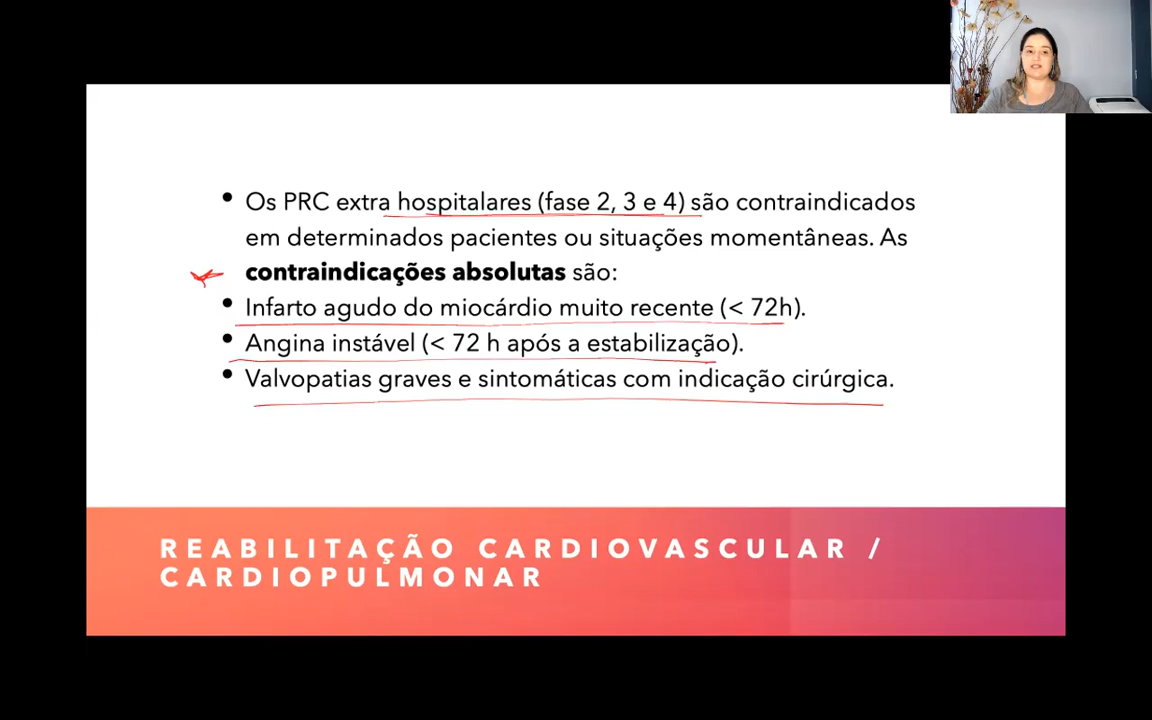 • Os PRC extra hospitalares (fase 2, 3 e 4) são contraindicados
em determinados pacientes ou situações momentâneas. As
contraindicações absolutas são:
• Infarto agudo do miocárdio muito recente (< 72h).
• Angina instável (< 72 h após a estabilização).
• Valvopatias graves e sintomáticas com indicação cirúrgica.
REABILITAÇÃO CARDIOVASCULAR /
CARDIOPULMONAR